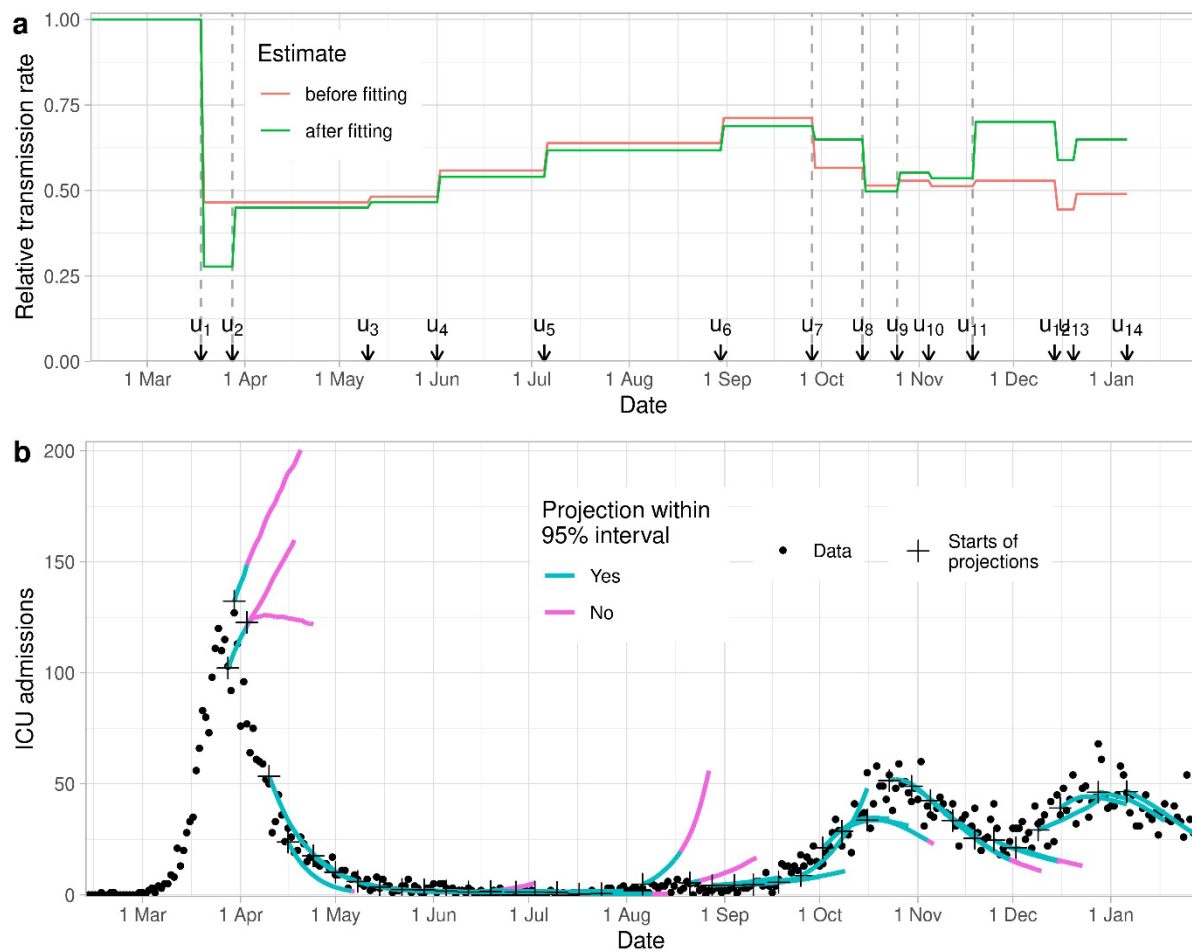 a
Relative transmission rate
1.00
0.75
0.50
0.25
0.00
Estimate
before fitting
after fitting
u1 u2 u3 u4 u5 u6 u7 u8 u9 u10 u11 u12 u13 u14
1 Mar 1 Apr 1 May 1 Jun 1 Jul 1 Aug 1 Sep 1 Oct 1 Nov 1 Dec 1 Jan
Date
b
ICU admissions
200
150
100
50
0
Projection within
95% interval
Yes
No
Data
Starts of
projections
1 Mar 1 Apr 1 May 1 Jun 1 Jul 1 Aug 1 Sep 1 Oct 1 Nov 1 Dec 1 Jan
Date